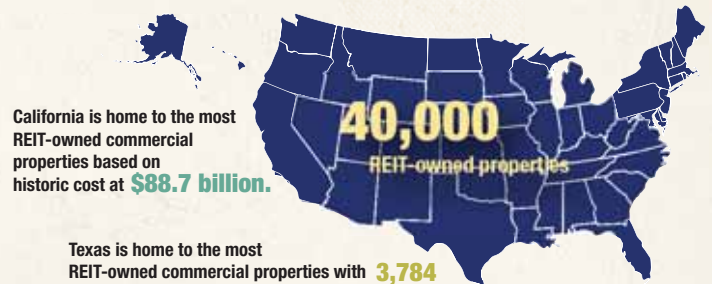 40,000
REIT-owned properties
California is home to the most
REIT-owned commercial
properties based on
historic cost at $88.7 billion.
Texas is home to the most
REIT-owned commercial properties with 3,784